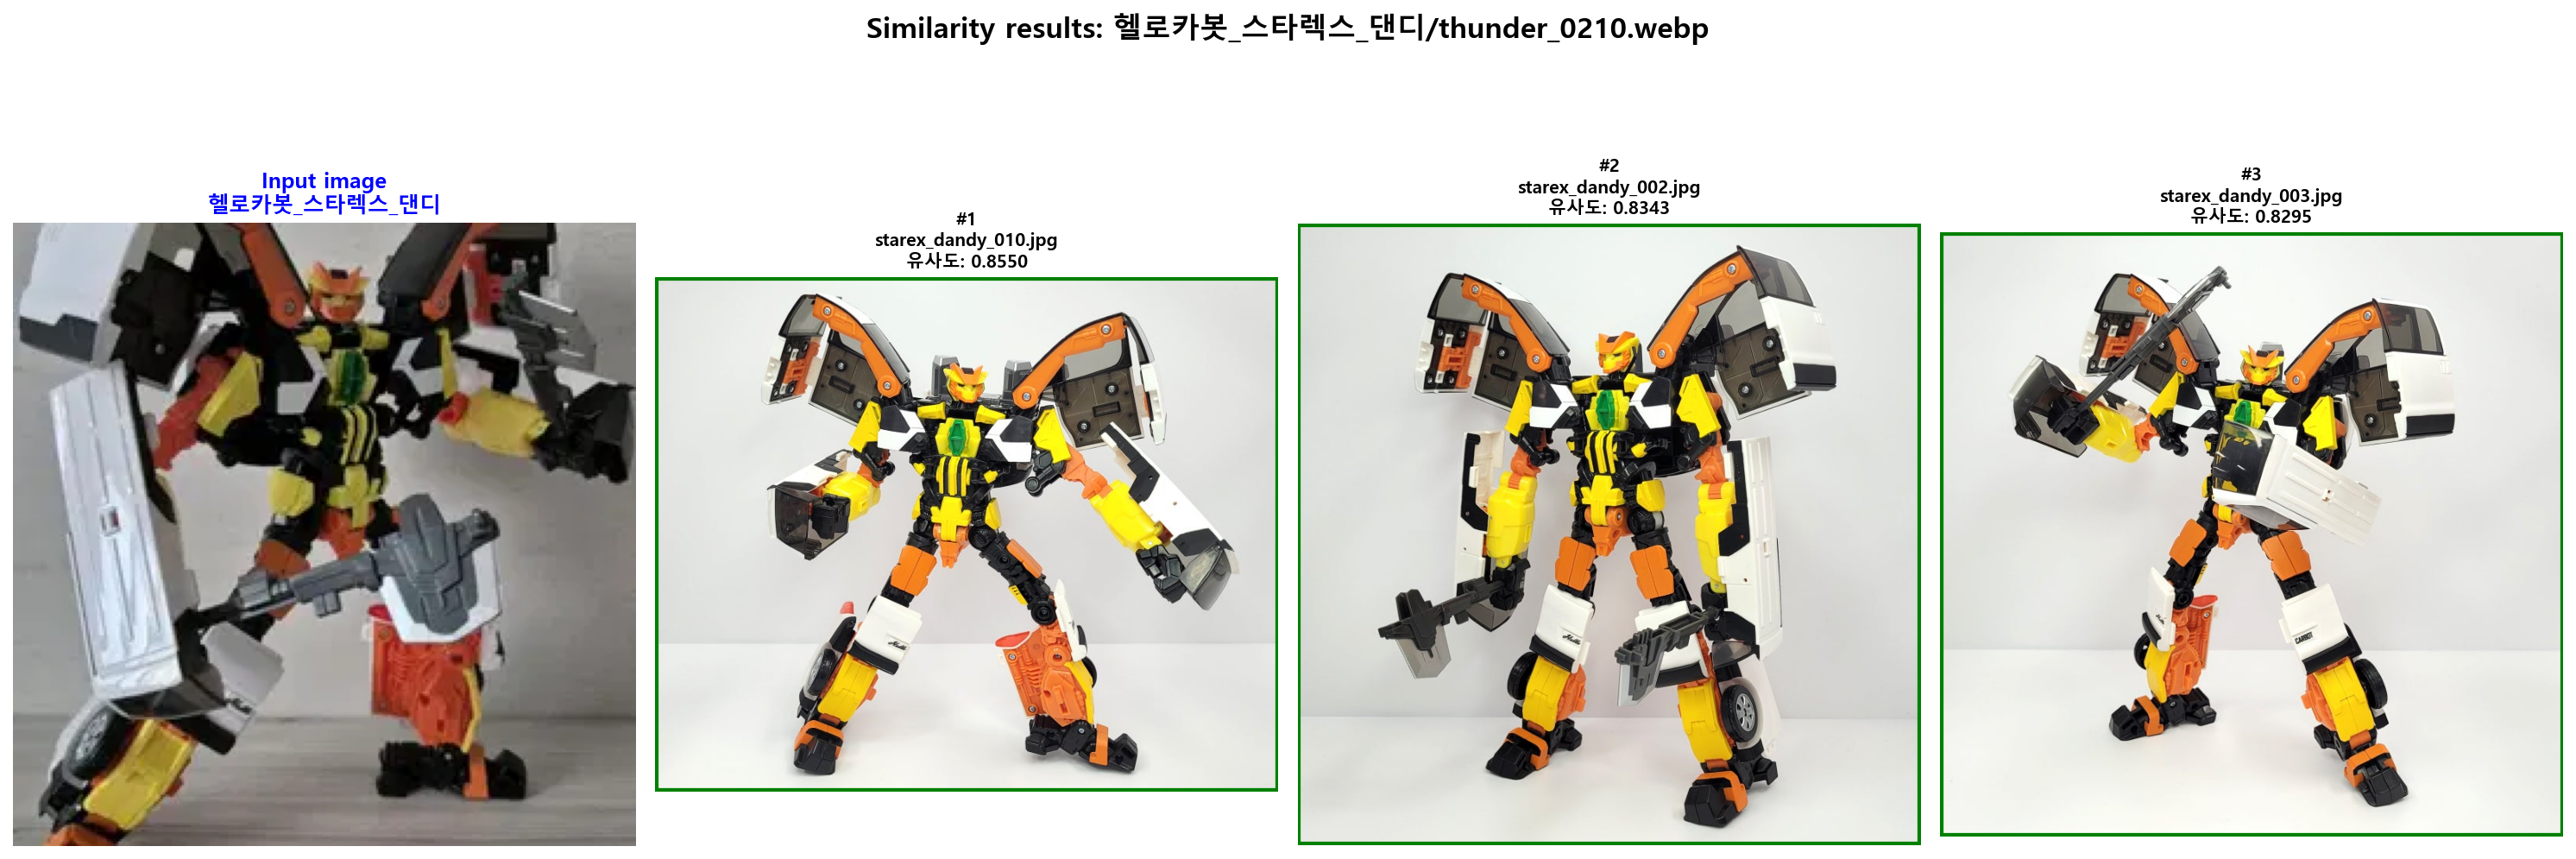 Similarity results: 헬로카봇_스타렉스_댄디/thunder_0210.webp
Input image
헬로카봇_스타렉스_댄디
#1
starex_dandy_010.jpg
유사도: 0.8550
#2
starex_dandy_002.jpg
유사도: 0.8343
#3
starex_dandy_003.jpg
유사도: 0.8295
CARBOT